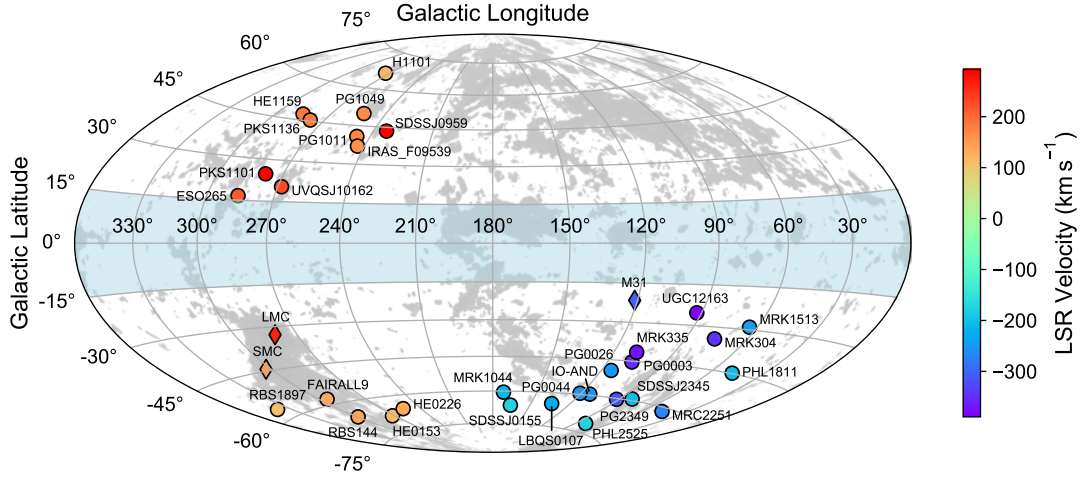 Galactic Longitude
75°
60°
45°
30°
15°
0°
-15°
-30°
-45°
-60°
-75°
Galactic Latitude
330°
300°
270°
240°
210°
180°
150°
120°
90°
60°
30°
H1101
HE1159
PG1049
PKS1136
SDSSJ0959
PG1011
IRAS_F09539
PKS1101
ESO265
UVQSJ10162
M31
UGC12163
LMC
MRK1513
SMC
MRK335
MRK304
PG0026
PG0003
IO-AND
PHL1811
MRK1044
PG0044
SDSSJ2345
RBS1897
FAIRALL9
HE0226
SDSSJ0155
PG2349
MRC2251
RBS144
HE0153
LBQS0107
PHL2525
200
100
0
−100
−200
−300
LSR Velocity (km s⁻¹)